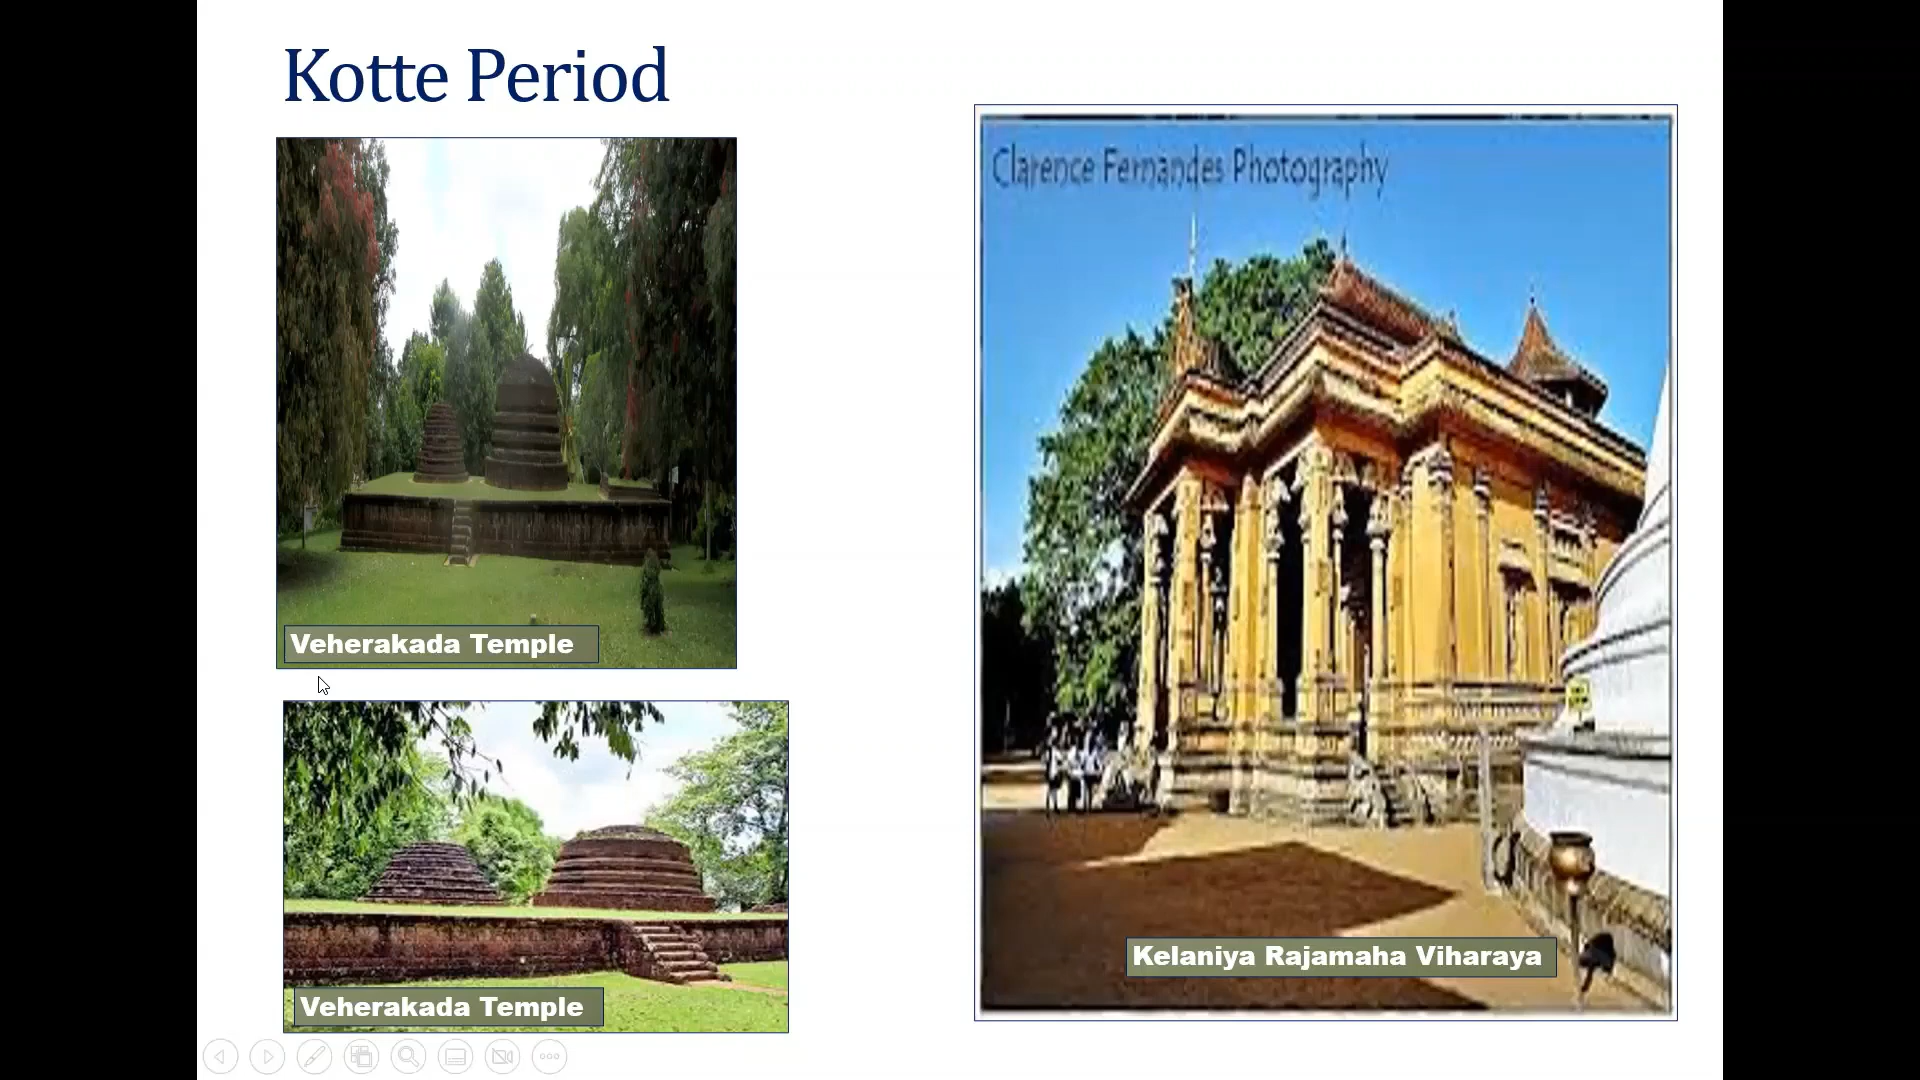 Kotte Period
Clarence Fernandes Photography
Veherakada Temple
Veherakada Temple
Kelaniya Rajamaha Viharaya